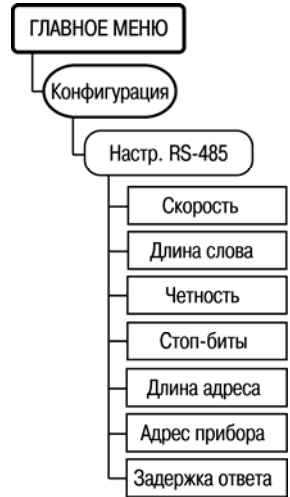 ГЛАВНОЕ МЕНЮ
Конфигурация
Настр. RS-485
Скорость
Длина слова
Четность
Стоп-биты
Длина адреса
Адрес прибора
Задержка ответа